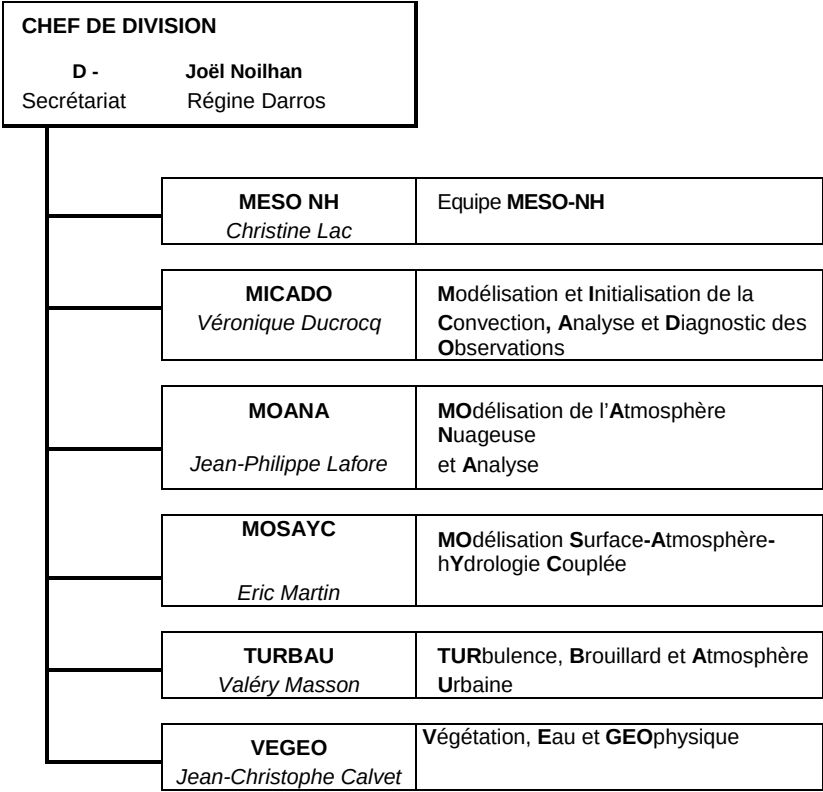 CHEF DE DIVISION
D - Joël Noilhan
Secrétariat Régine Darros
MESO NH
Christine Lac
Equipe MESO-NH
MICADO
Véronique Ducrocq
Modélisation et Initialisation de la
Convection, Analyse et Diagnostic des
Observations
MOANA
Jean-Philippe Lafore
MOdélisation de l’Atmosphère
Nuageuse
et Analyse
MOSAYC
Eric Martin
MOdélisation Surface-Atmosphère-
hYdrologie Couplée
TURBAU
Valéry Masson
TURbulence, Brouillard et Atmosphère
Urbaine
VEGEO
Jean-Christophe Calvet
Végétation, Eau et GEOphysique